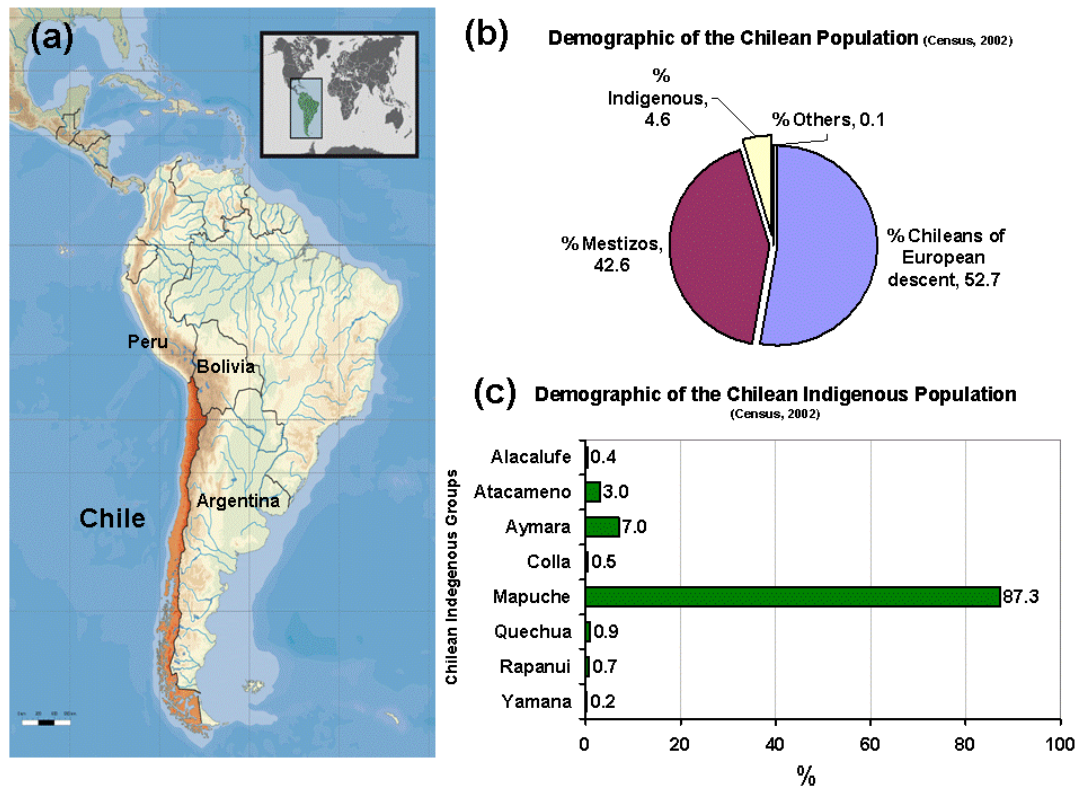 (a)
Peru
Bolivia
Argentina
Chile
(b)
Demographic of the Chilean Population (Census, 2002)
%
Indigenous,
4.6
% Others, 0.1
% Mestizos,
42.6
% Chileans of
European
descent, 52.7
(c)
Demographic of the Chilean Indigenous Population
(Census, 2002)
Chilean Indegenous Groups
Alacalufe 0.4
Atacameno 3.0
Aymara 7.0
Colla 0.5
Mapuche 87.3
Quechua 0.9
Rapanui 0.7
Yamana 0.2
0 20 40 60 80 100
%